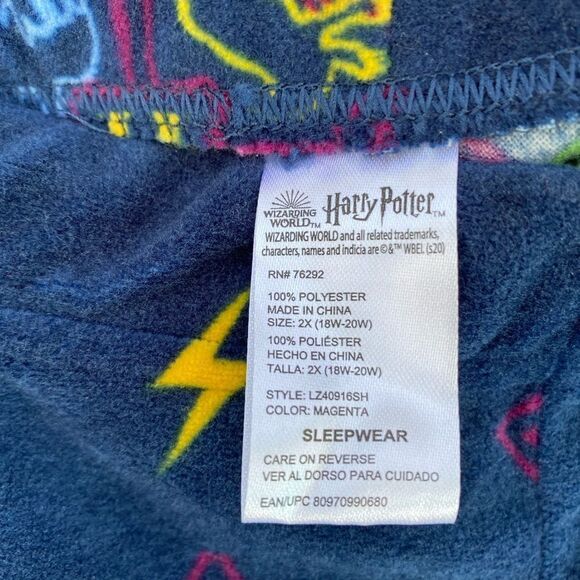 WIZARDING
WORLD™
Harry Potter™
WIZARDING WORLD and all related trademarks,
characters, names and indicia are ©&™ WBEI. (s20)
RN# 76292
100% POLYESTER
MADE IN CHINA
SIZE: 2X (18W-20W)
100% POLIÉSTER
HECHO EN CHINA
TALLA: 2X (18W-20W)
STYLE: LZ40916SH
COLOR: MAGENTA
SLEEPWEAR
CARE ON REVERSE
VER AL DORSO PARA CUIDADO
EAN/UPC 80970990680